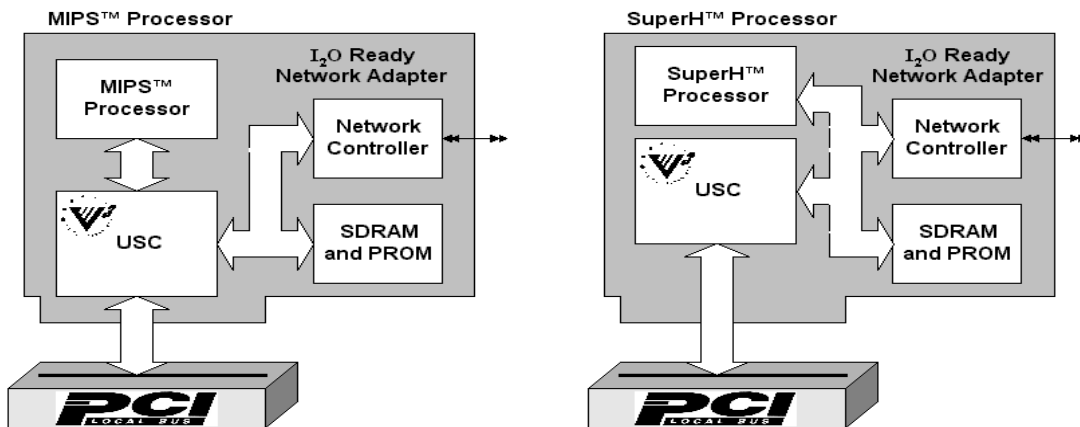 MIPS™ Processor
I₂O Ready
Network Adapter
MIPS™
Processor
Network
Controller
USC
SDRAM
and PROM
PCI
LOCAL BUS
SuperH™ Processor
I₂O Ready
Network Adapter
SuperH™
Processor
Network
Controller
USC
SDRAM
and PROM
PCI
LOCAL BUS